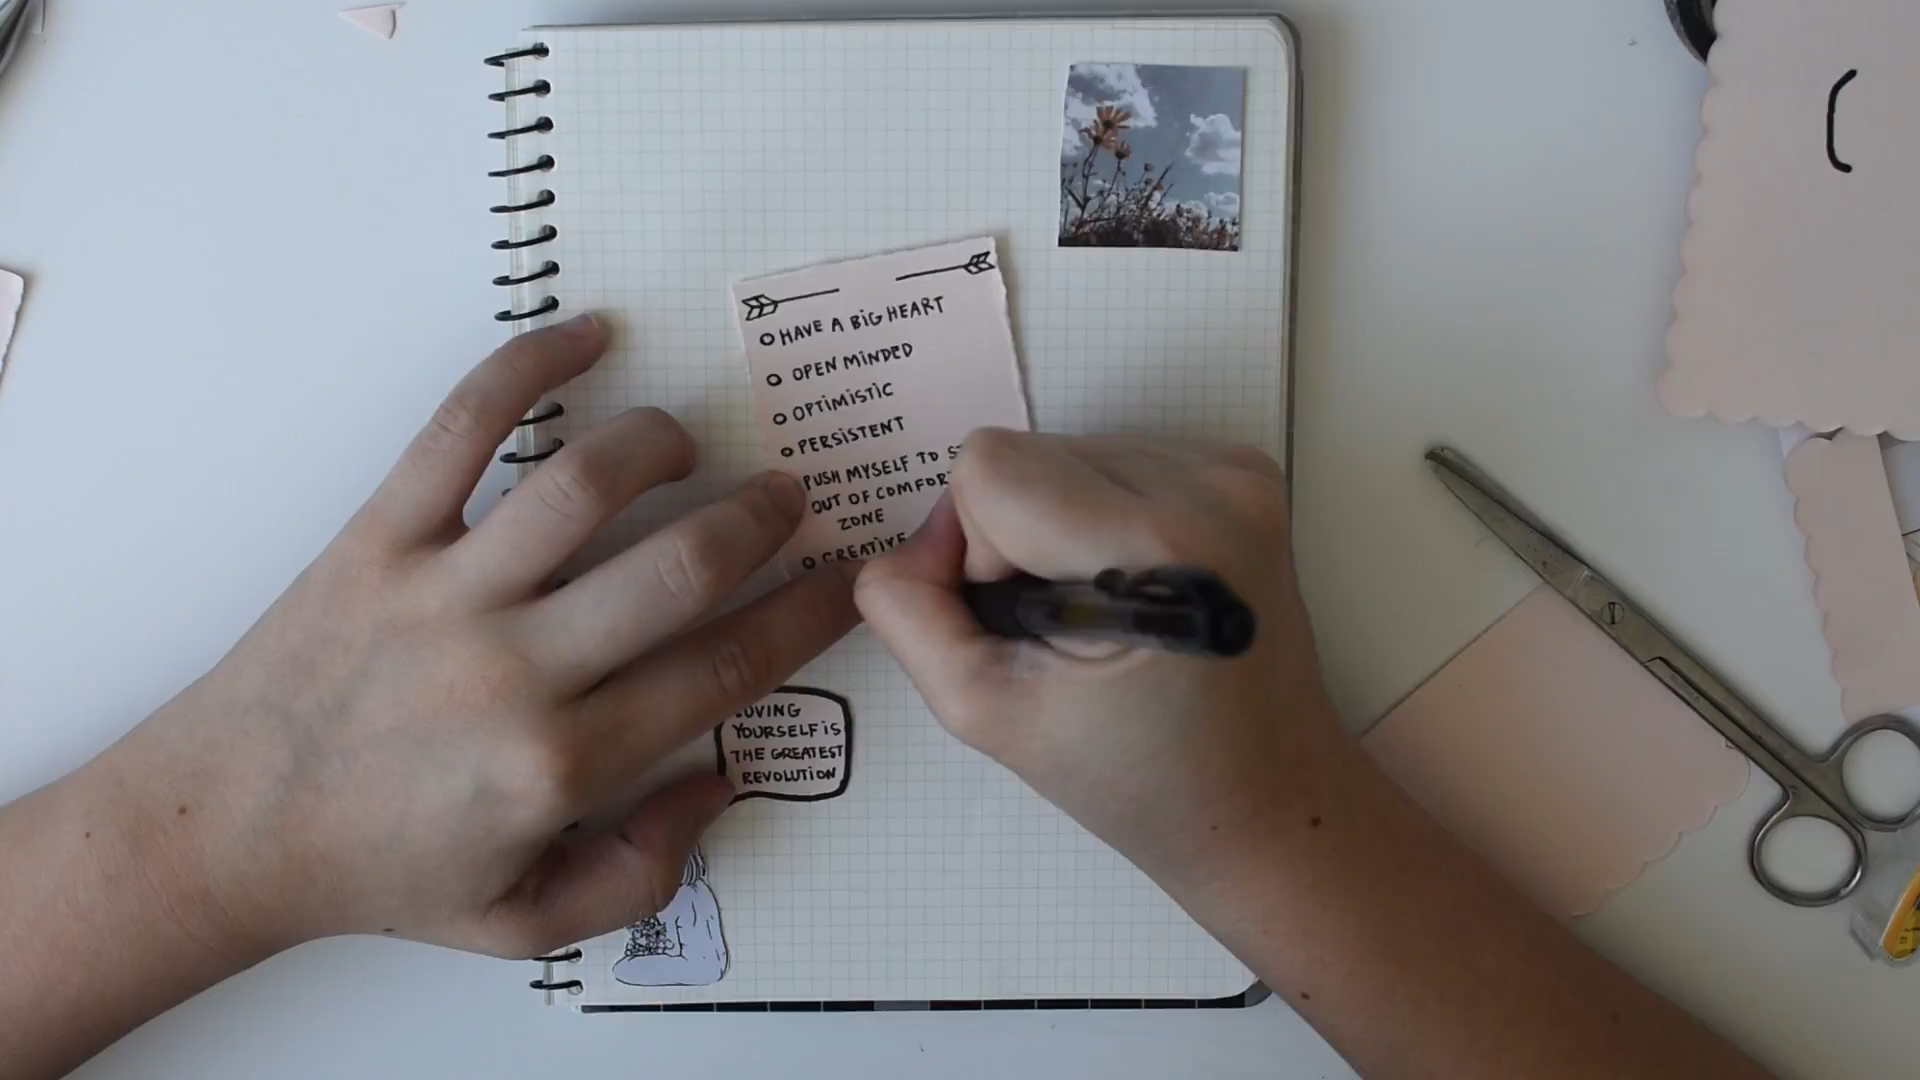 HAVE A BIG HEART
OPEN MINDED
OPTIMISTIC
PERSISTENT
PUSH MYSELF TO
OUT OF COMFORT
ZONE
CREATIVE
LOVING
YOURSELF IS
THE GREATEST
REVOLUTION